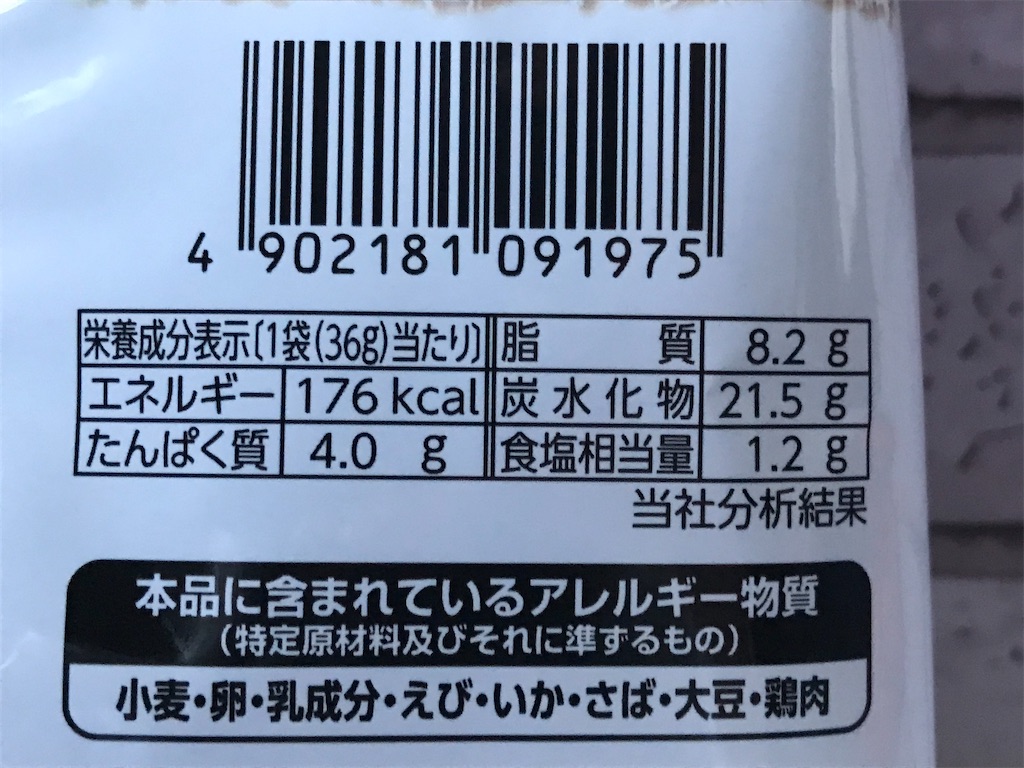 4 902181 091975
栄養成分表示〔1袋(36g)当たり〕
エネルギー 176 kcal
たんぱく質 4.0 g
脂質 8.2 g
炭水化物 21.5 g
食塩相当量 1.2 g
当社分析結果
本品に含まれているアレルギー物質
(特定原材料及びそれに準ずるもの)
小麦・卵・乳成分・えび・いか・さば・大豆・鶏肉